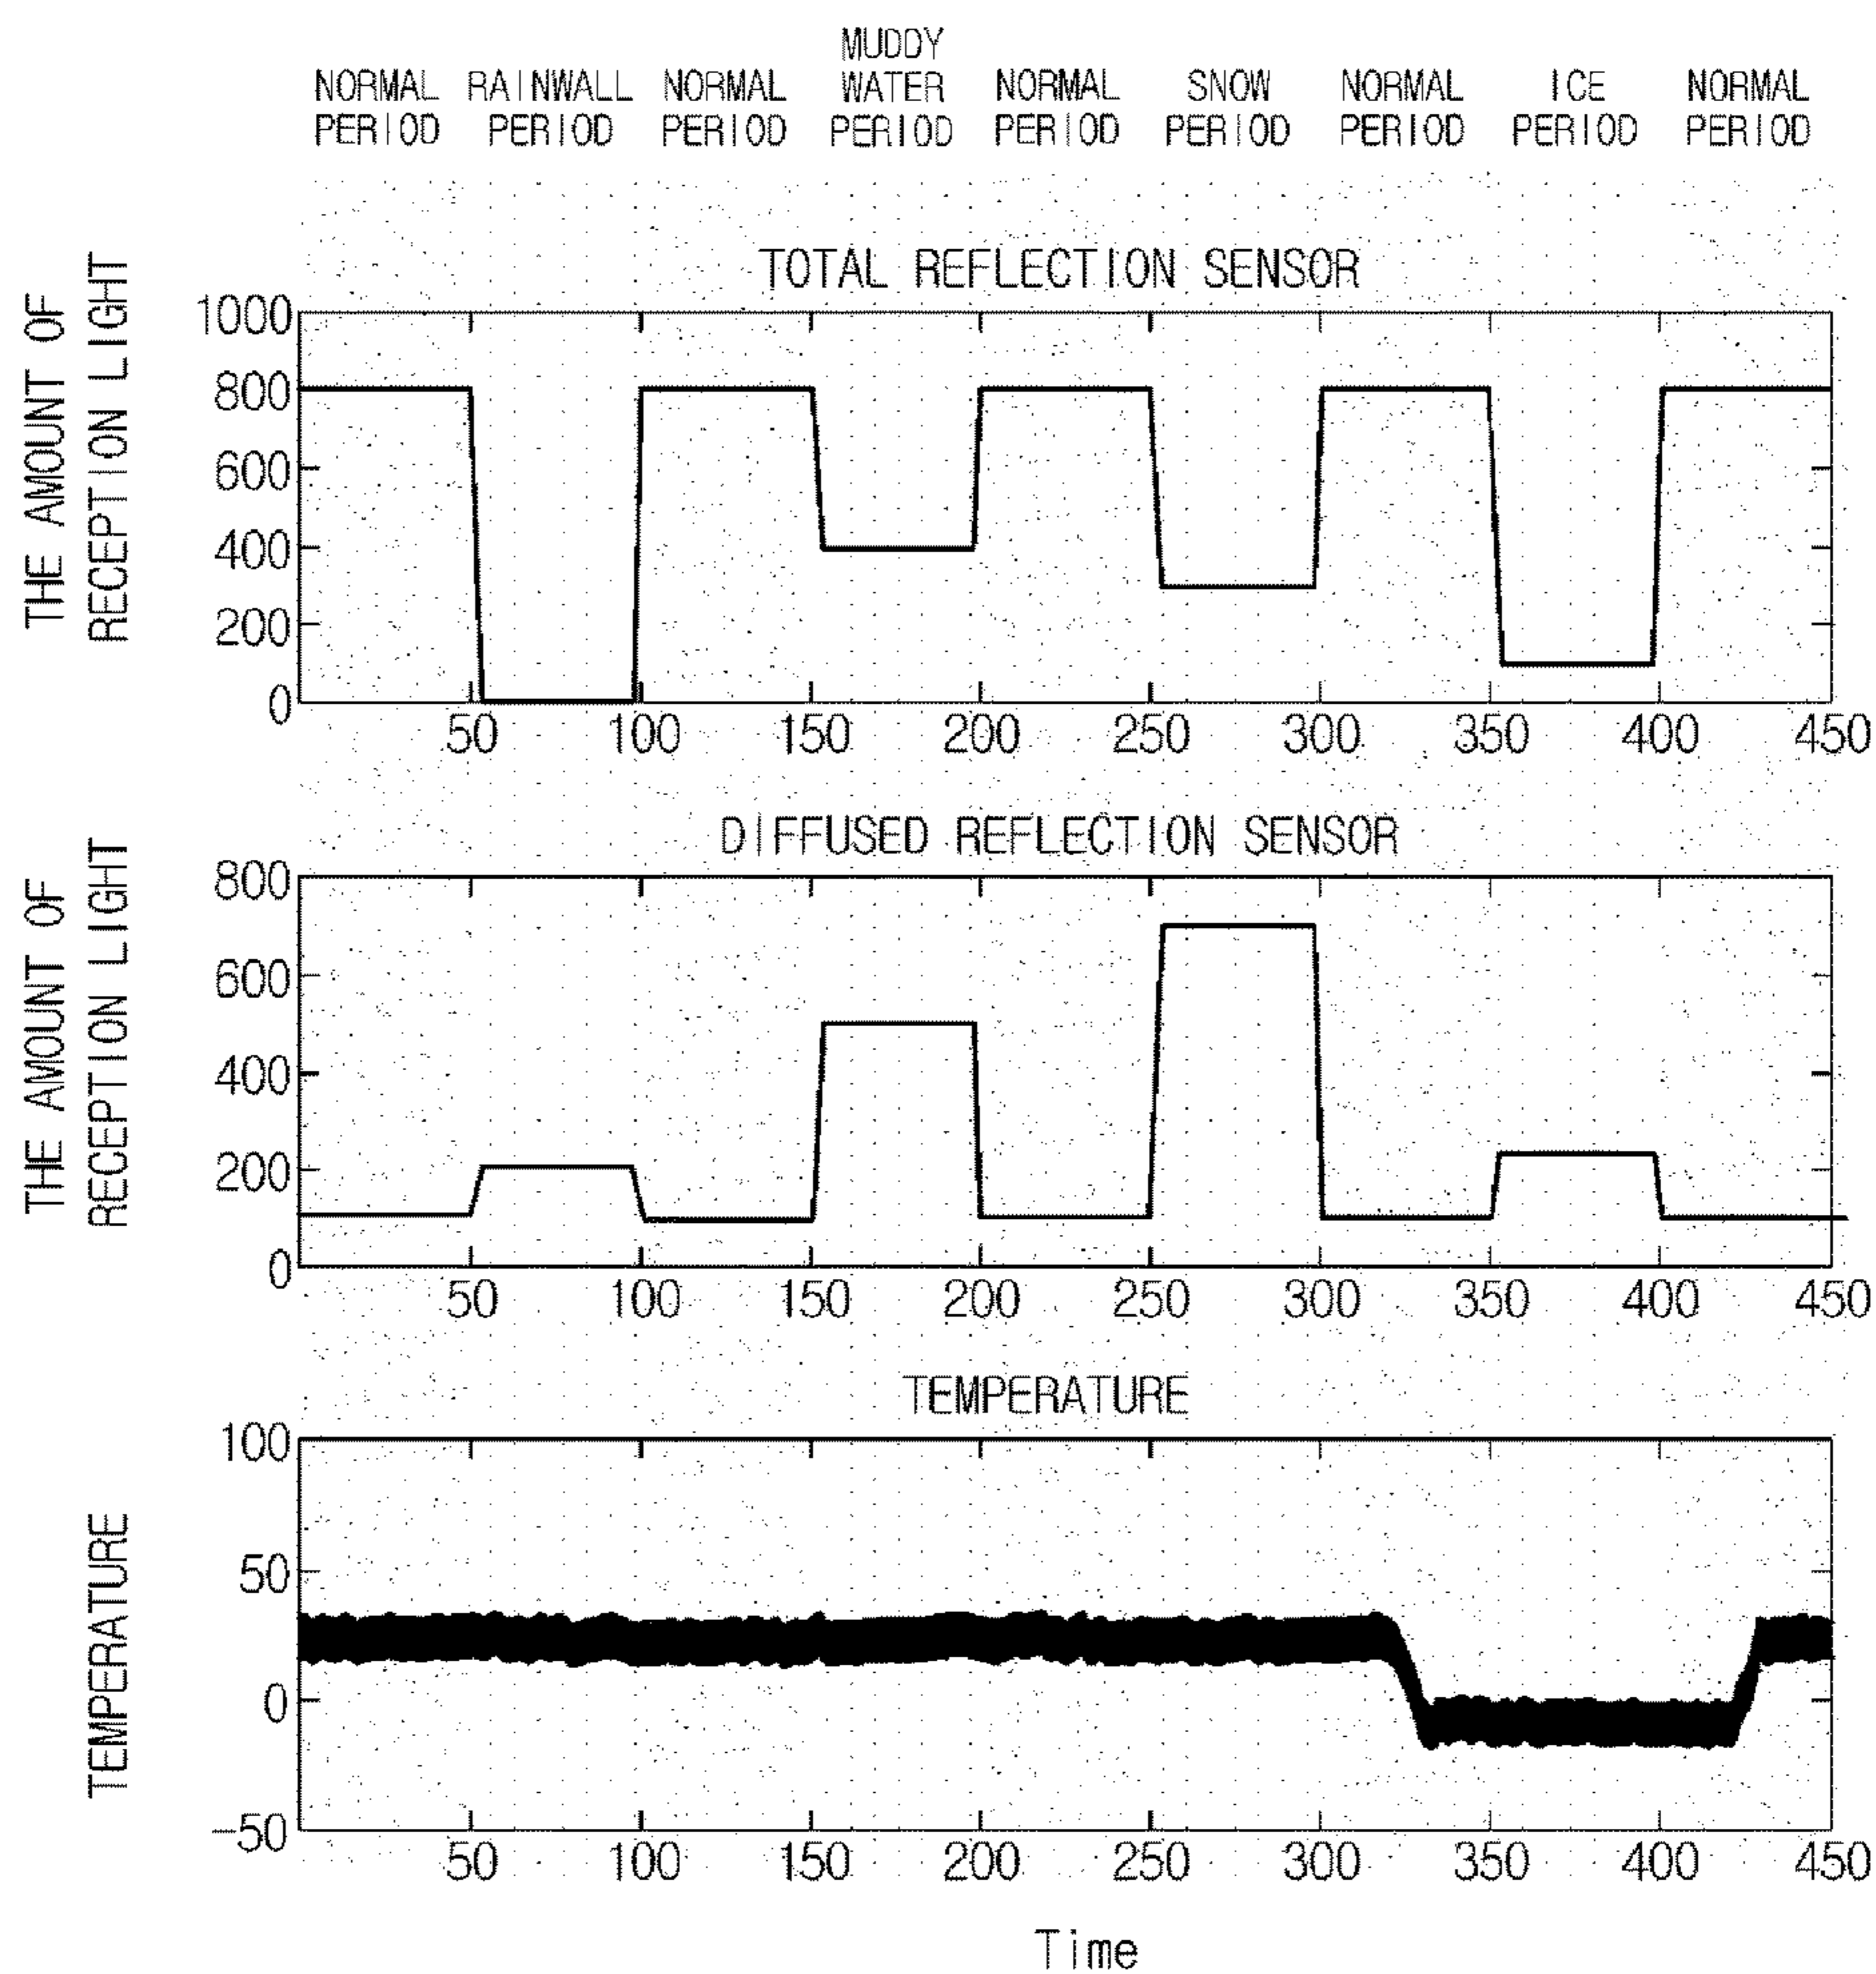 NORMAL PERIOD
RAINWALL PERIOD
NORMAL PERIOD
MUDDY WATER PERIOD
NORMAL PERIOD
SNOW PERIOD
NORMAL PERIOD
ICE PERIOD
NORMAL PERIOD
TOTAL REFLECTION SENSOR
THE AMOUNT OF
RECEPTION LIGHT
1000
800
600
400
200
0
50 100 150 200 250 300 350 400 450
DIFFUSED REFLECTION SENSOR
THE AMOUNT OF
RECEPTION LIGHT
800
600
400
200
0
50 100 150 200 250 300 350 400 450
TEMPERATURE
TEMPERATURE
100
50
0
-50
50 100 150 200 250 300 350 400 450
Time